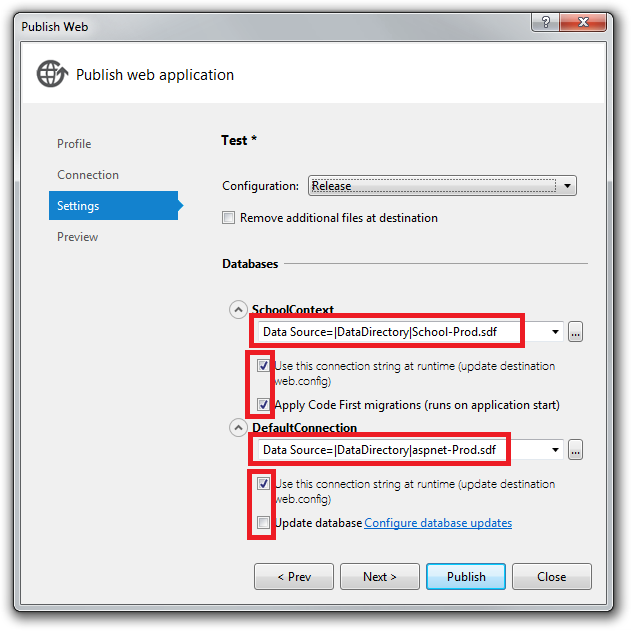 Publish Web
?
Publish web application
Profile
Connection
Settings
Preview
Test *
Configuration: Release
Remove additional files at destination
Databases
SchoolContext
Data Source=|DataDirectory|School-Prod.sdf ...
Use this connection string at runtime (update destination
web.config)
Apply Code First migrations (runs on application start)
DefaultConnection
Data Source=|DataDirectory|aspnet-Prod.sdf ...
Use this connection string at runtime (update destination
web.config)
Update database Configure database updates
< Prev Next > Publish Close